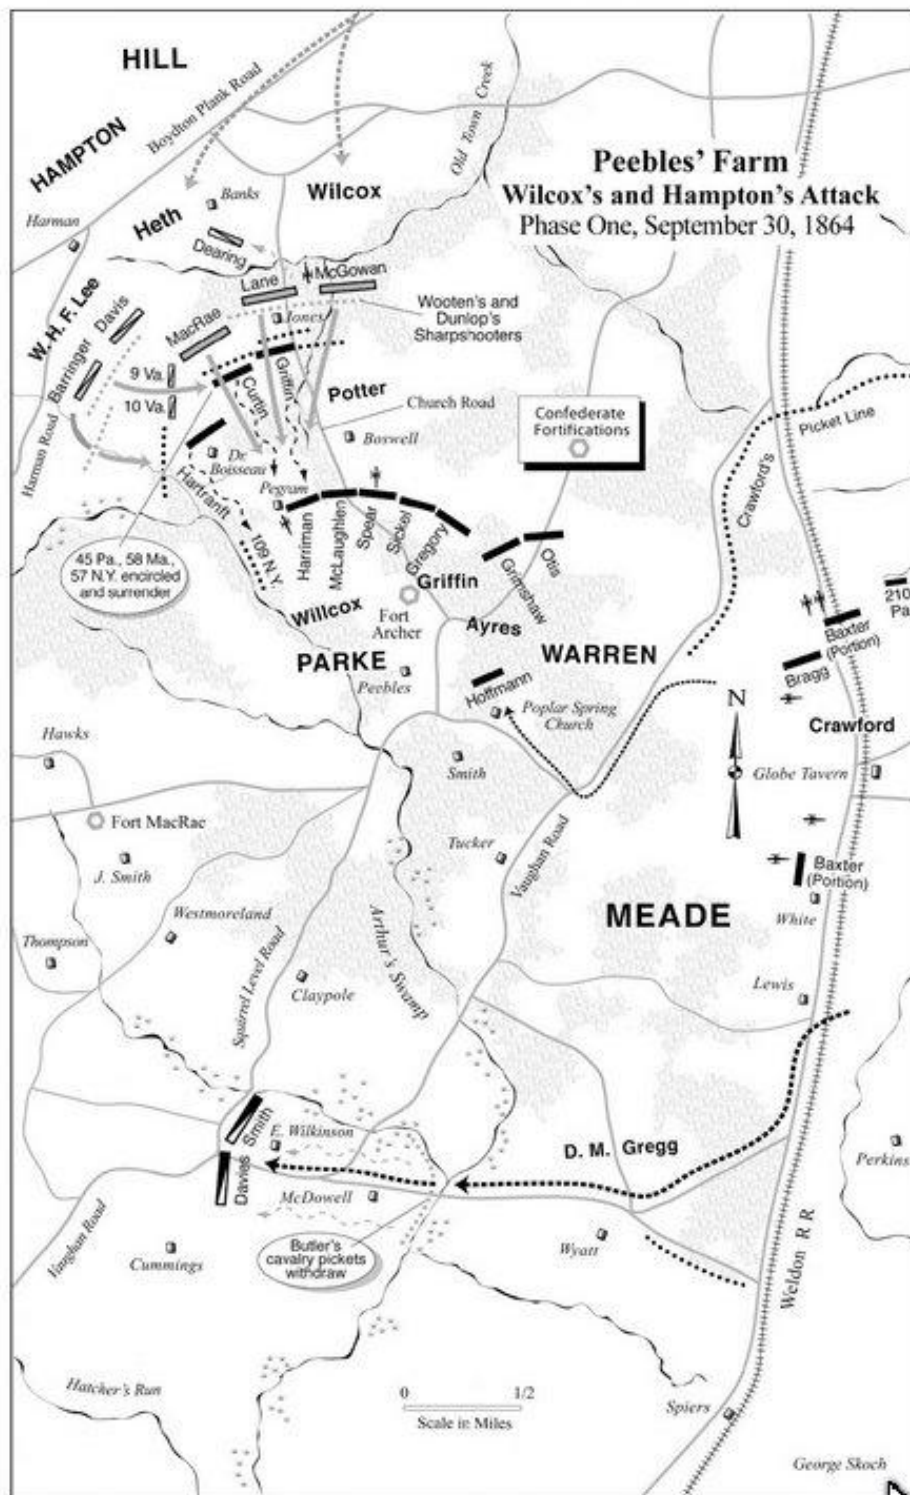 HILL
HAMPTON
Boydton Plank Road
Old Town Creek
Peebles' Farm
Wilcox's and Hampton's Attack
Phase One, September 30, 1864
Harman
Heth
Banks
Wilcox
Dearing
Lane
McGowan
W. H. F. Lee
Davis
Barringer
MacRae
Jones
Wooten's and
Dunlop's
Sharpshooters
9 Va.
10 Va.
Curtin
Griffin
Potter
Church Road
Confederate
Fortifications
Picket Line
Crawford's
Harman Road
Dr.
Boisseau
Boswell
Hartranft
Pegram
45 Pa., 58 Ma.,
57 N.Y. encircled
and surrender
109 N.Y.
Harriman
McLaughlen
Spear
Sickel
Gregory
Grimshaw
Otis
Willcox
Griffin
Fort
Archer
Ayres
210
Pa
Baxter
(Portion)
Bragg
PARKE
WARREN
Peebles
Hoffmann
Poplar Spring
Church
N
Crawford
Hawks
Smith
Globe Tavern
Fort MacRae
J. Smith
Tucker
Vaughan Road
Baxter
(Portion)
Westmoreland
MEADE
White
Thompson
Arthur's Swamp
Squirrel Level Road
Claypole
Lewis
Smith
E. Wilkinson
D. M. Gregg
Perkins
Davies
McDowell
Vaughan Road
Cummings
Butler's
cavalry pickets
withdraw
Wyatt
Weldon R R
Hatcher's Run
0 1/2
Scale in Miles
Spiers
George Skoch